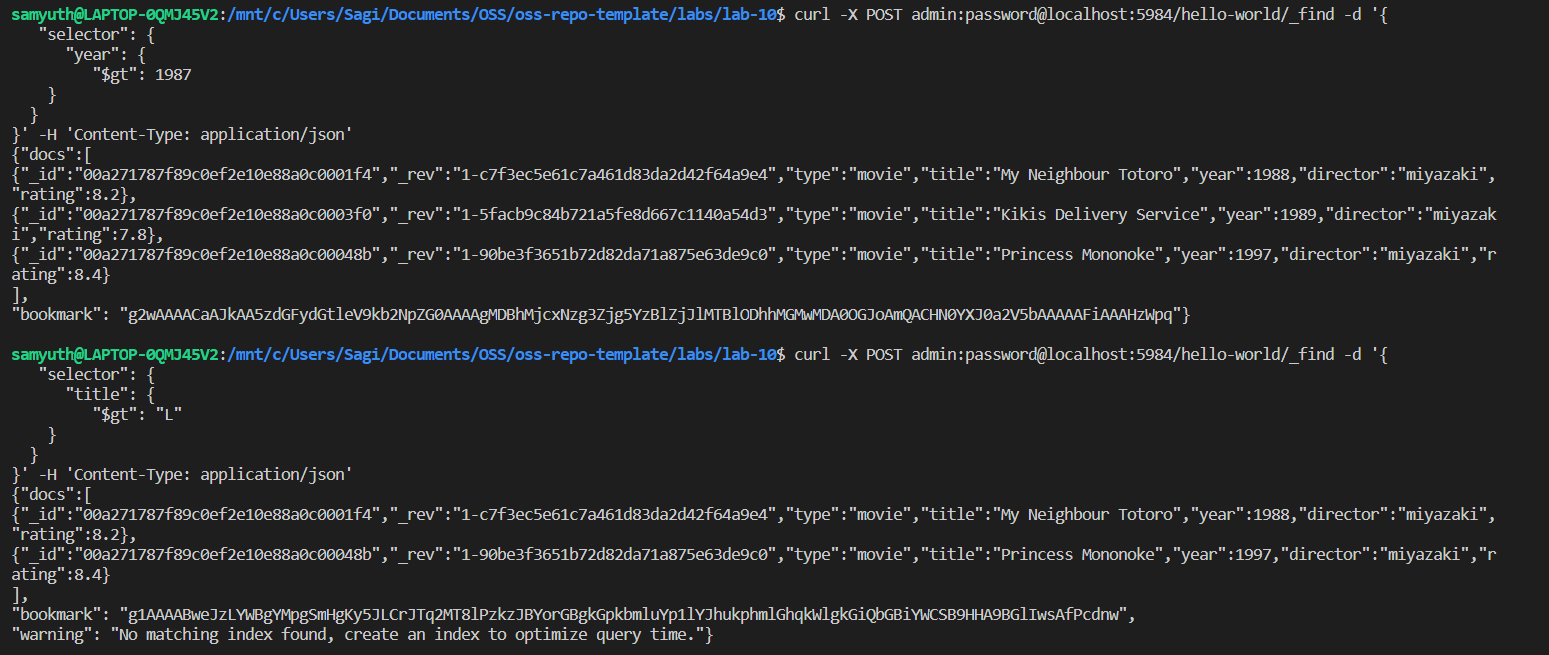 samyuth@LAPTOP-0QMJ45V2:/mnt/c/Users/Sagi/Documents/OSS/oss-repo-template/labs/lab-10$ curl -X POST admin:password@localhost:5984/hello-world/_find -d '{
   "selector": {
      "year": {
         "$gt": 1987
    }
  }
}' -H 'Content-Type: application/json'
{"docs":[
{"_id":"00a271787f89c0ef2e10e88a0c0001f4","_rev":"1-c7f3ec5e61c7a461d83da2d42f64a9e4","type":"movie","title":"My Neighbour Totoro","year":1988,"director":"miyazaki",
"rating":8.2},
{"_id":"00a271787f89c0ef2e10e88a0c0003f0","_rev":"1-5facb9c84b721a5fe8d667c1140a54d3","type":"movie","title":"Kikis Delivery Service","year":1989,"director":"miyazak
i","rating":7.8},
{"_id":"00a271787f89c0ef2e10e88a0c00048b","_rev":"1-90be3f3651b72d82da71a875e63de9c0","type":"movie","title":"Princess Mononoke","year":1997,"director":"miyazaki","r
ating":8.4}
],
"bookmark": "g2wAAAACaAJkAA5zdGFydGtleV9kb2NpZG0AAAAgMDBhMjcxNzg3Zjg5YzBlZjJlMTBlODhhMGMwMDA0OGJoAmQACHN0YXJ0a2V5bAAAAAFiAAAHzWpq"}
samyuth@LAPTOP-0QMJ45V2:/mnt/c/Users/Sagi/Documents/OSS/oss-repo-template/labs/lab-10$ curl -X POST admin:password@localhost:5984/hello-world/_find -d '{
   "selector": {
      "title": {
         "$gt": "L"
    }
  }
}' -H 'Content-Type: application/json'
{"docs":[
{"_id":"00a271787f89c0ef2e10e88a0c0001f4","_rev":"1-c7f3ec5e61c7a461d83da2d42f64a9e4","type":"movie","title":"My Neighbour Totoro","year":1988,"director":"miyazaki",
"rating":8.2},
{"_id":"00a271787f89c0ef2e10e88a0c00048b","_rev":"1-90be3f3651b72d82da71a875e63de9c0","type":"movie","title":"Princess Mononoke","year":1997,"director":"miyazaki","r
ating":8.4}
],
"bookmark": "g1AAAABweJzLYWBgYMpgSmHgKy5JLCrJTq2MT8lPzkzJBYorGBgkGpkbmluYp1lYJhukphmlGhqkWlgkGiQbGBiYWCSB9HHA9BGlIwsAfPcdnw",
"warning": "No matching index found, create an index to optimize query time."}